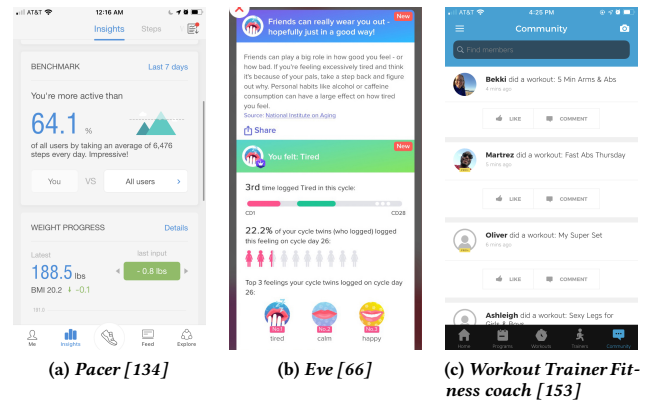 AT&T 12:16 AM
Insights Steps
BENCHMARK Last 7 days
You're more active than
64.1 %
of all users by taking an average of 6,476
steps every day. Impressive!
You VS All users >
WEIGHT PROGRESS Details
Latest last input
188.5 lbs - 0.8 lbs
BMI 20.2 -0.1
191.0
Me Insights Feed Explore
(a) Pacer [134]
New
Friends can really wear you out -
hopefully just in a good way!
Friends can play a big role in how good you feel - or
how bad. If you're feeling excessively tired and think
it's because of your pals, take a step back and figure
out why. Personal habits like alcohol or caffeine
consumption can have a large effect on how tired
you feel.
Source: National Institute on Aging
Share
New
You felt: Tired
3rd time logged Tired in this cycle:
CD1 CD28
22.2% of your cycle twins (who logged) logged
this feeling on cycle day 26:
Top 3 feelings your cycle twins logged on cycle day
26:
No:1 No:2 No:3
tired calm happy
(b) Eve [66]
AT&T 4:25 PM
Community
Find members
Bekki did a workout: 5 Min Arms & Abs
4 mins ago
LIKE COMMENT
Martrez did a workout: Fast Abs Thursday
5 mins ago
LIKE COMMENT
Oliver did a workout: My Super Set
6 mins ago
LIKE COMMENT
Ashleigh did a workout: Sexy Legs for
Girls & Boys
Home Programs Workouts Trainers Community
(c) Workout Trainer Fit-
ness coach [153]